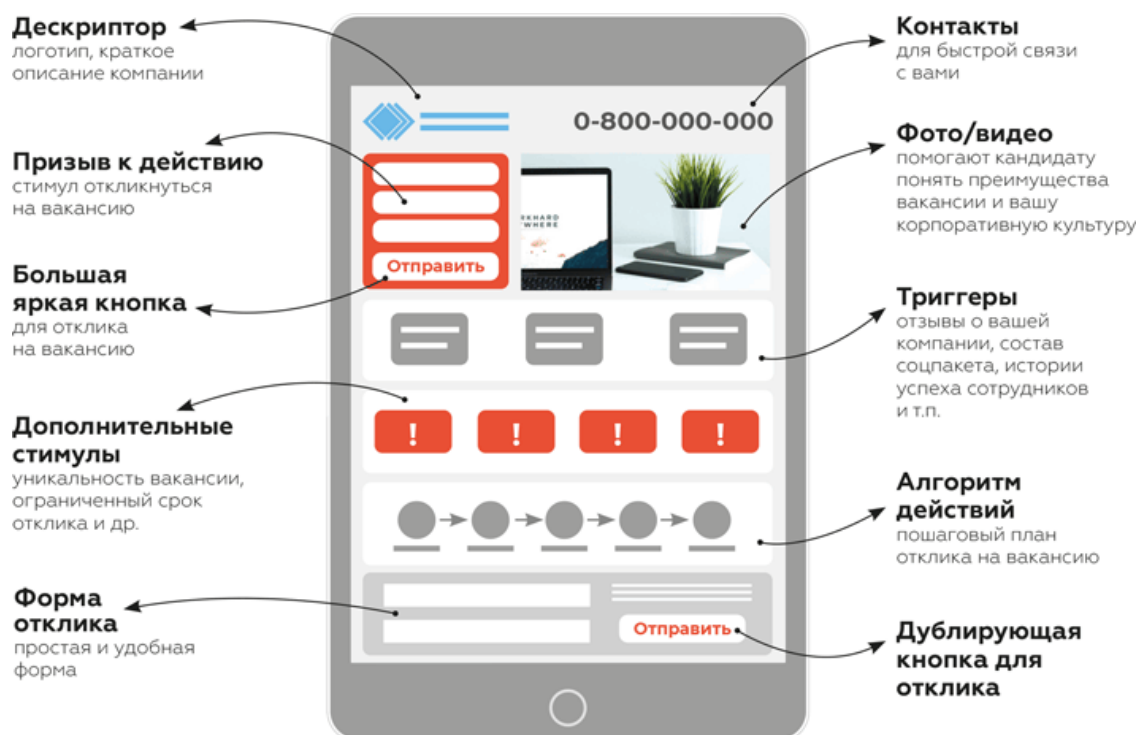 Дескриптор
логотип, краткое
описание компании
Призыв к действию
стимул откликнуться
на вакансию
Большая
яркая кнопка
для отклика
на вакансию
Дополнительные
стимулы
уникальность вакансии,
ограниченный срок
отклика и др.
Форма
отклика
простая и удобная
форма
0-800-000-000
Отправить
RKHARD
YWHERE
!
!
!
!
Отправить
Контакты
для быстрой связи
с вами
Фото/видео
помогают кандидату
понять преимущества
вакансии и вашу
корпоративную культуру
Триггеры
отзывы о вашей
компании, состав
соцпакета, истории
успеха сотрудников
и т.п.
Алгоритм
действий
пошаговый план
отклика на вакансию
Дублирующая
кнопка для
отклика